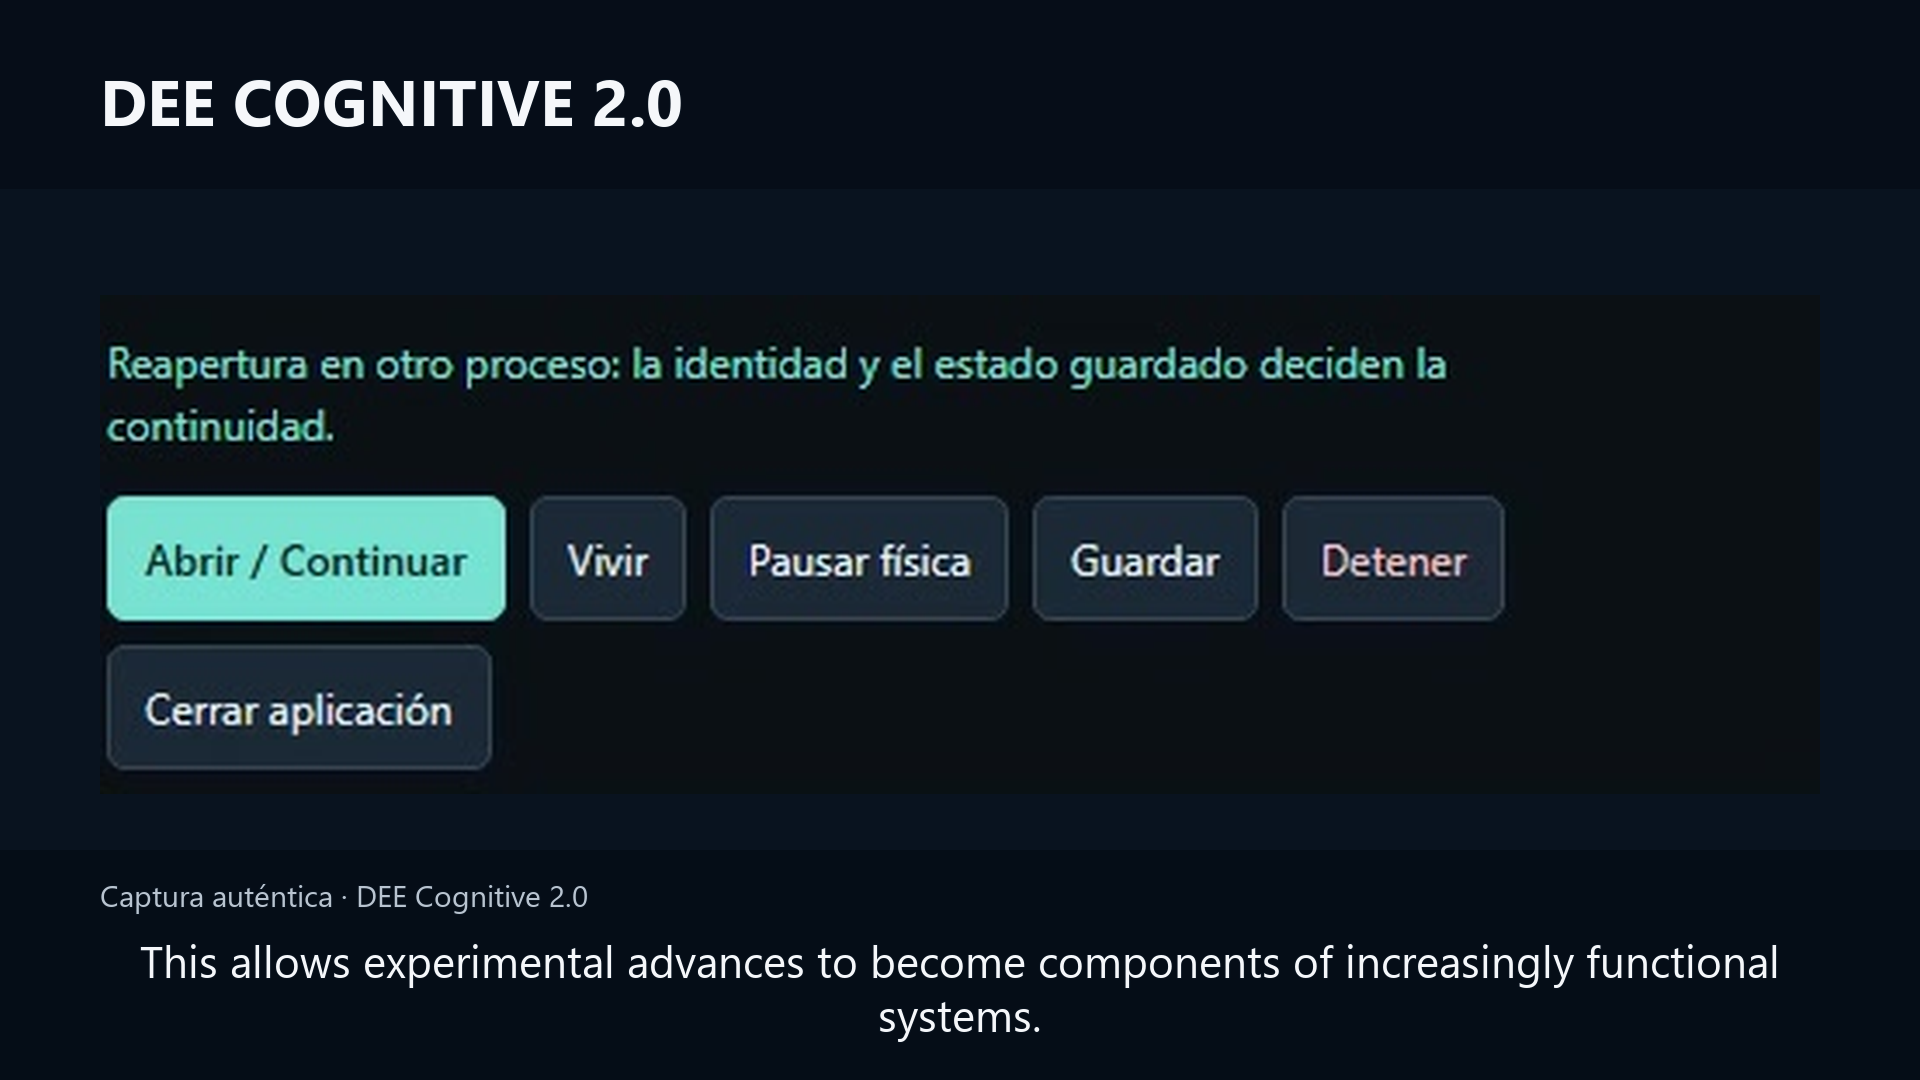 DEE COGNITIVE 2.0
Reapertura en otro proceso: la identidad y el estado guardado deciden la
continuidad.
Abrir / Continuar
Vivir
Pausar física
Guardar
Detener
Cerrar aplicación
Captura auténtica · DEE Cognitive 2.0
This allows experimental advances to become components of increasingly functional
systems.